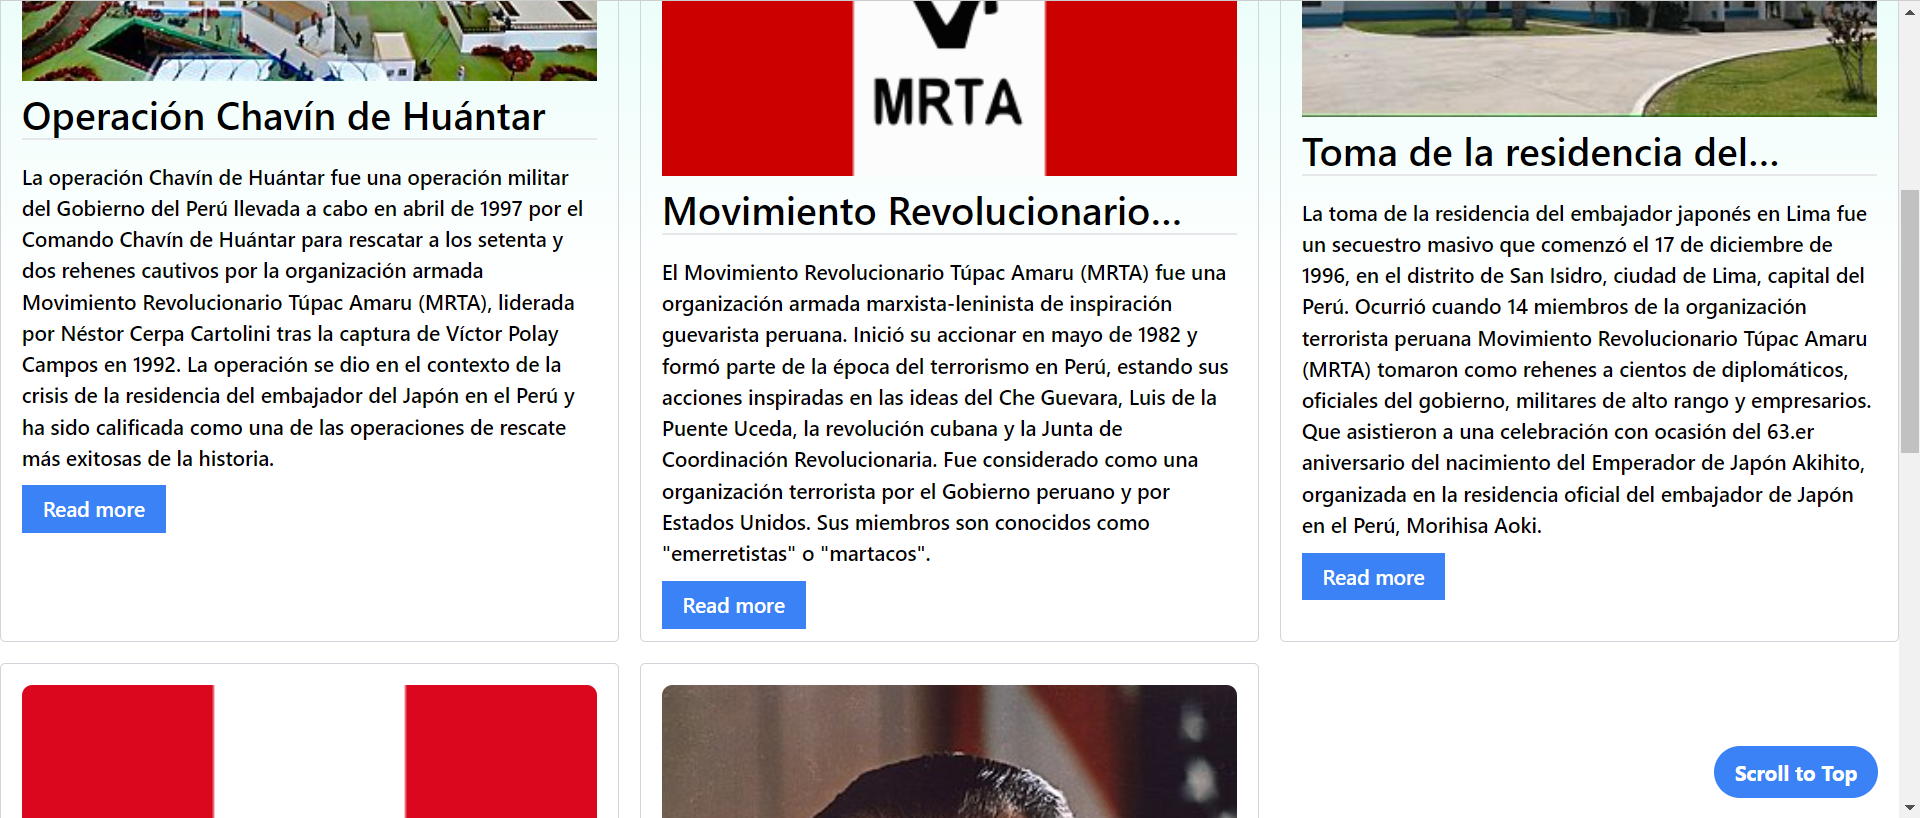 Operación Chavín de Huántar
La operación Chavín de Huántar fue una operación militar
del Gobierno del Perú llevada a cabo en abril de 1997 por el
Comando Chavín de Huántar para rescatar a los setenta y
dos rehenes cautivos por la organización armada
Movimiento Revolucionario Túpac Amaru (MRTA), liderada
por Néstor Cerpa Cartolini tras la captura de Víctor Polay
Campos en 1992. La operación se dio en el contexto de la
crisis de la residencia del embajador del Japón en el Perú y
ha sido calificada como una de las operaciones de rescate
más exitosas de la historia.
Read more
MRTA
Movimiento Revolucionario...
El Movimiento Revolucionario Túpac Amaru (MRTA) fue una
organización armada marxista-leninista de inspiración
guevarista peruana. Inició su accionar en mayo de 1982 y
formó parte de la época del terrorismo en Perú, estando sus
acciones inspiradas en las ideas del Che Guevara, Luis de la
Puente Uceda, la revolución cubana y la Junta de
Coordinación Revolucionaria. Fue considerado como una
organización terrorista por el Gobierno peruano y por
Estados Unidos. Sus miembros son conocidos como
"emerretistas" o "martacos".
Read more
Toma de la residencia del...
La toma de la residencia del embajador japonés en Lima fue
un secuestro masivo que comenzó el 17 de diciembre de
1996, en el distrito de San Isidro, ciudad de Lima, capital del
Perú. Ocurrió cuando 14 miembros de la organización
terrorista peruana Movimiento Revolucionario Túpac Amaru
(MRTA) tomaron como rehenes a cientos de diplomáticos,
oficiales del gobierno, militares de alto rango y empresarios.
Que asistieron a una celebración con ocasión del 63.er
aniversario del nacimiento del Emperador de Japón Akihito,
organizada en la residencia oficial del embajador de Japón
en el Perú, Morihisa Aoki.
Read more
Scroll to Top